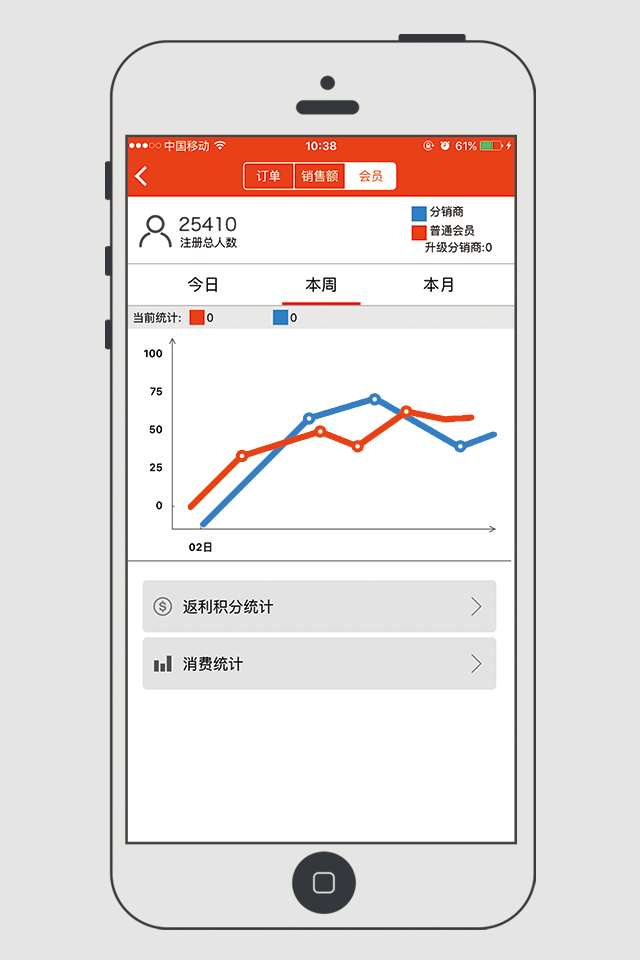 中国移动 10:38 61%
订单 销售额 会员
25410
注册总人数
分销商
普通会员
升级分销商:0
今日 本周 本月
当前统计: 0 0
100
75
50
25
0
02日
返利积分统计
消费统计